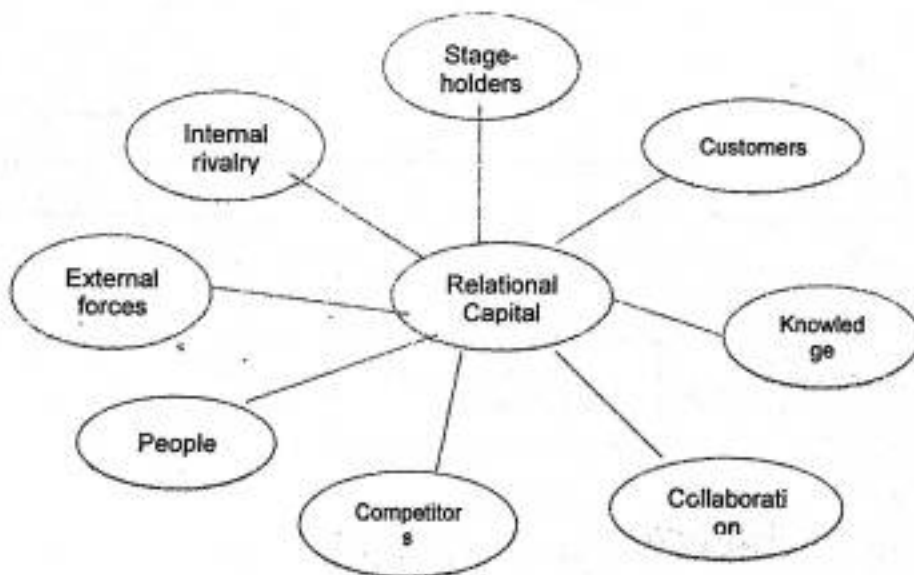 Stage-
holders
Internal
rivalry
Customers
External
forces
Relational
Capital
Knowled
ge
People
Competitor
s
Collaborati
on